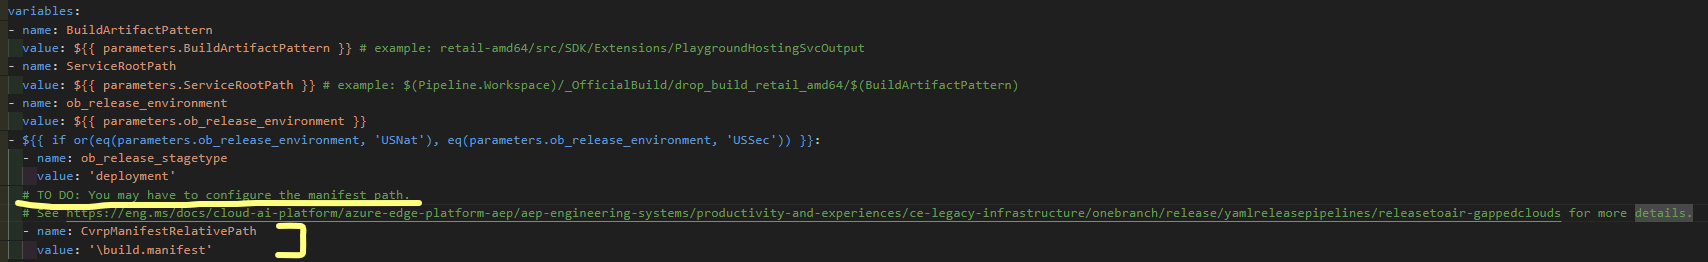 variables:
- name: BuildArtifactPattern
  value: ${{ parameters.BuildArtifactPattern }} # example: retail-amd64/src/SDK/Extensions/PlaygroundHostingSvcOutput
- name: ServiceRootPath
  value: ${{ parameters.ServiceRootPath }} # example: $(Pipeline.Workspace)/_OfficialBuild/drop_build_retail_amd64/$(BuildArtifactPattern)
- name: ob_release_environment
  value: ${{ parameters.ob_release_environment }}
- ${{ if or(eq(parameters.ob_release_environment, 'USNat'), eq(parameters.ob_release_environment, 'USSec')) }}:
  - name: ob_release_stagetype
    value: 'deployment'
  # TO DO: You may have to configure the manifest path.
  # See https://eng.ms/docs/cloud-ai-platform/azure-edge-platform-aep/aep-engineering-systems/productivity-and-experiences/ce-legacy-infrastructure/onebranch/release/yamlreleasepipelines/releasetoair-gappedclouds for more details.
  - name: CvrpManifestRelativePath
    value: '\build.manifest'